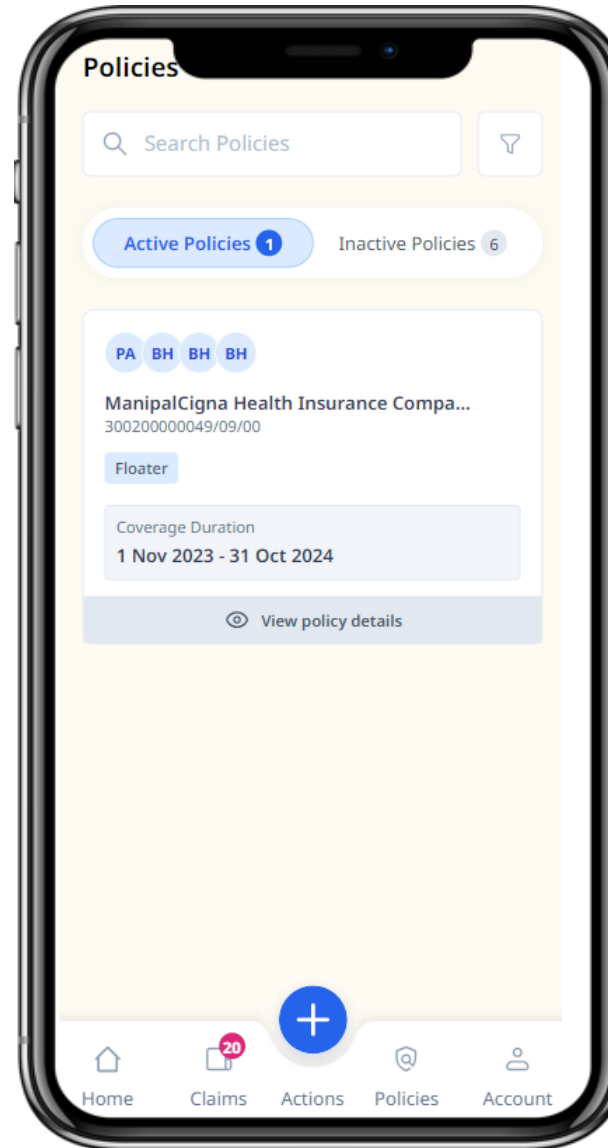 Policies
Search Policies
Active Policies 1 Inactive Policies 6
PA BH BH BH
ManipalCigna Health Insurance Compa...
300200000049/09/00
Floater
Coverage Duration
1 Nov 2023 - 31 Oct 2024
View policy details
20
Home Claims Actions Policies Account